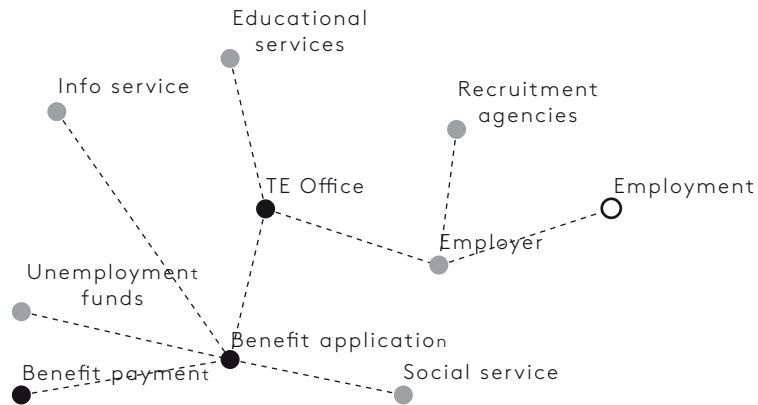 Educational
services
Info service
Recruitment
agencies
TE Office
Employment
Employer
Unemployment
funds
Benefit application
Benefit payment
Social service